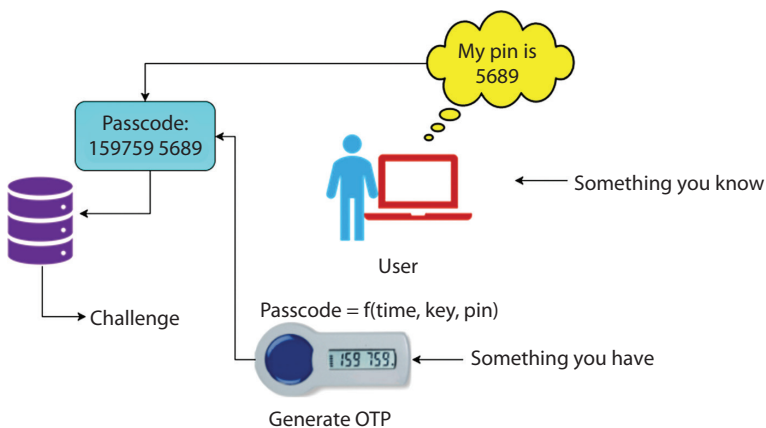 My pin is
5689
Passcode:
159759 5689
Something you know
User
Passcode = f(time, key, pin)
Challenge
159 759
Something you have
Generate OTP